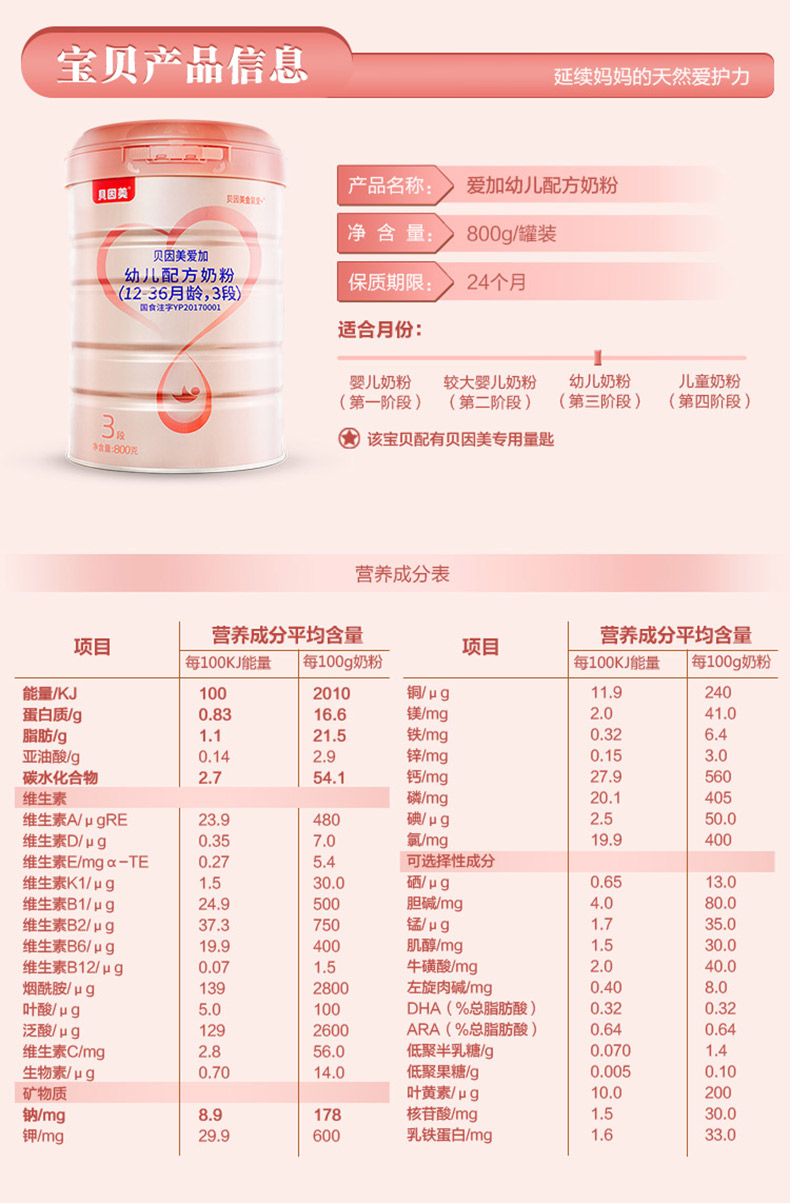 宝贝产品信息
延续妈妈的天然爱护力
贝因美®
贝因美爱加
幼儿配方奶粉
(12-36月龄,3段)
国食注字YP20170001
3段
净含量:800克
产品名称： 爱加幼儿配方奶粉
净 含 量： 800g/罐装
保质期限： 24个月
适合月份：
婴儿奶粉 较大婴儿奶粉 幼儿奶粉 儿童奶粉
（第一阶段） （第二阶段） （第三阶段） （第四阶段）
该宝贝配有贝因美专用量匙
营养成分表
项目 营养成分平均含量
每100KJ能量 每100g奶粉
能量/KJ 100 2010
蛋白质/g 0.83 16.6
脂肪/g 1.1 21.5
亚油酸/g 0.14 2.9
碳水化合物 2.7 54.1
维生素
维生素A/μgRE 23.9 480
维生素D/μg 0.35 7.0
维生素E/mgα-TE 0.27 5.4
维生素K1/μg 1.5 30.0
维生素B1/μg 24.9 500
维生素B2/μg 37.3 750
维生素B6/μg 19.9 400
维生素B12/μg 0.07 1.5
烟酰胺/μg 139 2800
叶酸/μg 5.0 100
泛酸/μg 129 2600
维生素C/mg 2.8 56.0
生物素/μg 0.70 14.0
矿物质
钠/mg 8.9 178
钾/mg 29.9 600
项目 营养成分平均含量
每100KJ能量 每100g奶粉
铜/μg 11.9 240
镁/mg 2.0 41.0
铁/mg 0.32 6.4
锌/mg 0.15 3.0
钙/mg 27.9 560
磷/mg 20.1 405
碘/μg 2.5 50.0
氯/mg 19.9 400
可选择性成分
硒/μg 0.65 13.0
胆碱/mg 4.0 80.0
锰/μg 1.7 35.0
肌醇/mg 1.5 30.0
牛磺酸/mg 2.0 40.0
左旋肉碱/mg 0.40 8.0
DHA（%总脂肪酸） 0.32 0.32
ARA（%总脂肪酸） 0.64 0.64
低聚半乳糖/g 0.070 1.4
低聚果糖/g 0.005 0.10
叶黄素/μg 10.0 200
核苷酸/mg 1.5 30.0
乳铁蛋白/mg 1.6 33.0